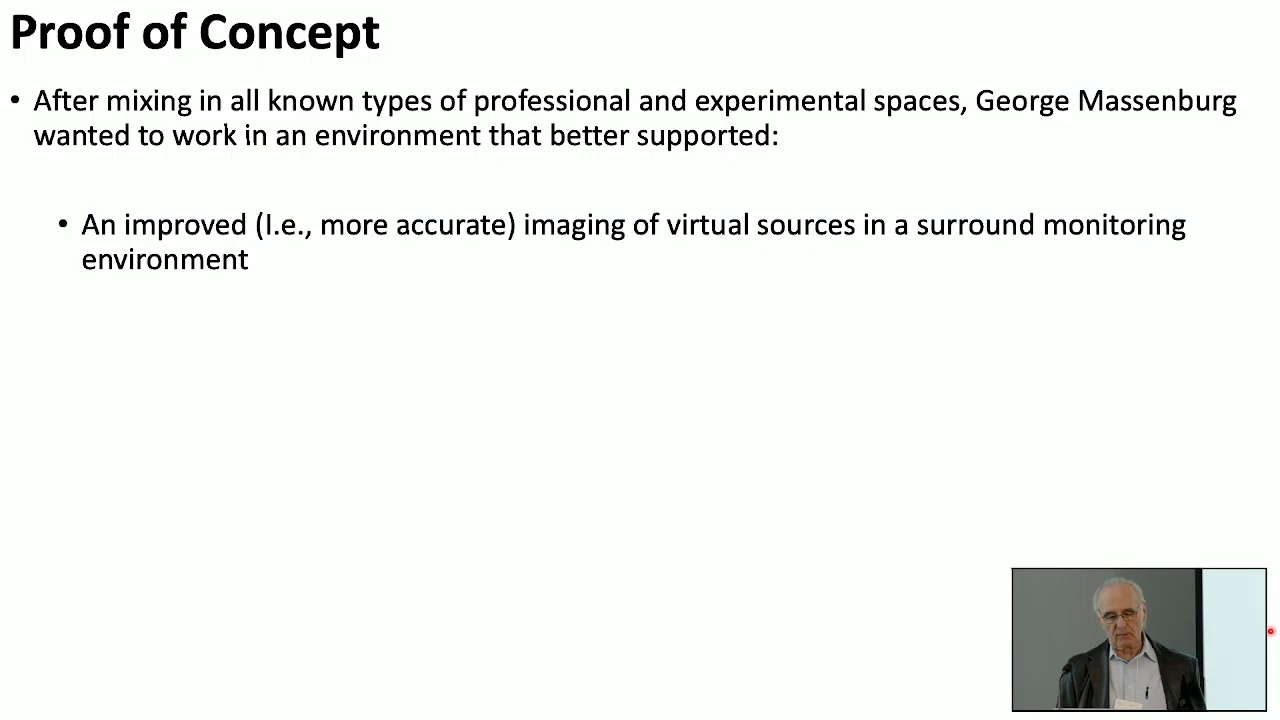 Proof of Concept
• After mixing in all known types of professional and experimental spaces, George Massenburg
wanted to work in an environment that better supported:
• An improved (I.e., more accurate) imaging of virtual sources in a surround monitoring
environment